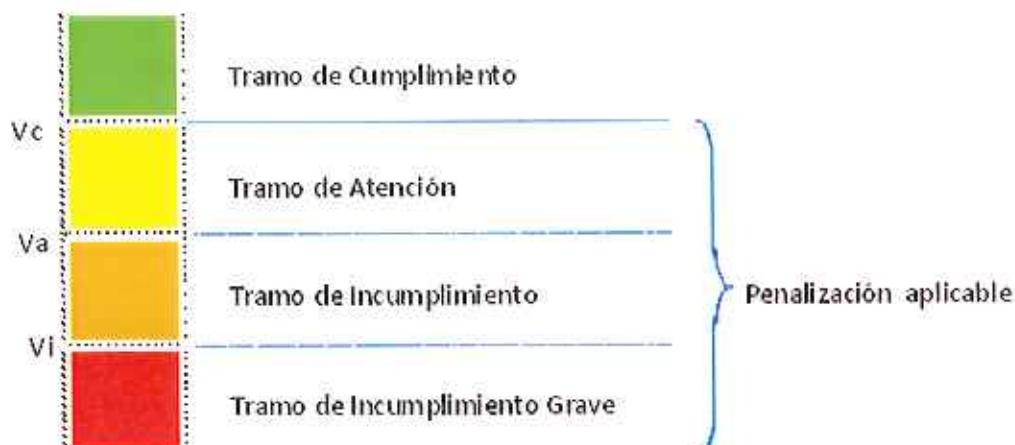 Tramo de Cumplimiento
Vc
Tramo de Atención
Va
Tramo de Incumplimiento
Penalización aplicable
Vi
Tramo de Incumplimiento Grave